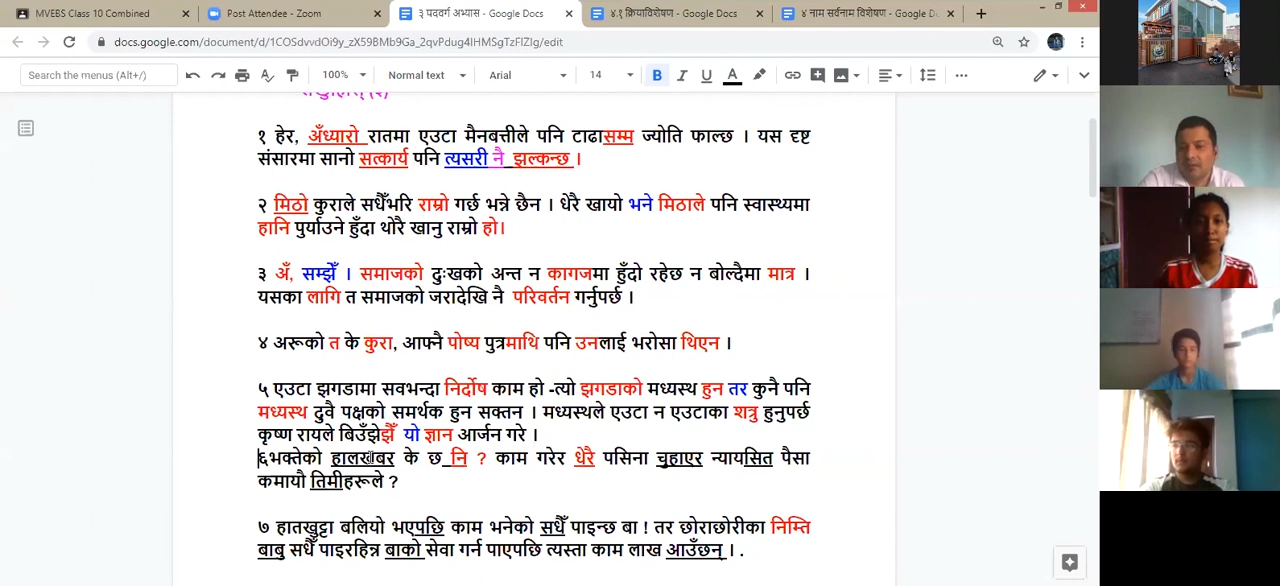 MVEBS Class 10 Combined
Post Attendee - Zoom
३ पदवर्ग अभ्यास - Google Docs
४.१ क्रियाविशेषण - Google Docs
४ नाम सर्वनाम विशेषण - Google D
docs.google.com/document/d/1COSdvvdOi9y_zX59BMb9Ga_2qvPdug4lHMSgTzFlZIg/edit
Search the menus (Alt+/) 100% Normal text Arial 14 B I U A
१ हेर, अँध्यारो रातमा एउटा मैनबत्तीले पनि टाढासम्म ज्योति फाल्छ । यस दृष्ट
संसारमा सानो सत्कार्य पनि त्यसरी नै झल्कन्छ ।
२ मिठो कुराले सधैँभरि राम्रो गर्छ भन्ने छैन । धेरै खायो भने मिठाले पनि स्वास्थ्यमा
हानि पुर्याउने हुँदा थोरै खानु राम्रो हो।
३ अँ, सम्झेँ । समाजको दुःखको अन्त न कागजमा हुँदो रहेछ न बोल्दैमा मात्र ।
यसका लागि त समाजको जरादेखि नै परिवर्तन गर्नुपर्छ ।
४ अरूको त के कुरा, आफ्नै पोष्य पुत्रमाथि पनि उनलाई भरोसा थिएन ।
५ एउटा झगडामा सवभन्दा निर्दोष काम हो -त्यो झगडाको मध्यस्थ हुन तर कुनै पनि
मध्यस्थ दुवै पक्षको समर्थक हुन सक्तन । मध्यस्थले एउटा न एउटाका शत्रु हुनुपर्छ
कृष्ण रायले बिउँझेझैँ यो ज्ञान आर्जन गरे ।
६भक्तेको हालखबर के छ नि ? काम गरेर धेरै पसिना चुहाएर न्यायसित पैसा
कमायौ तिमीहरूले ?
७ हातखुट्टा बलियो भएपछि काम भनेको सधैँ पाइन्छ बा ! तर छोराछोरीका निम्ति
बाबु सधैँ पाइरहिन्न बाको सेवा गर्न पाएपछि त्यस्ता काम लाख आउँछन् । .